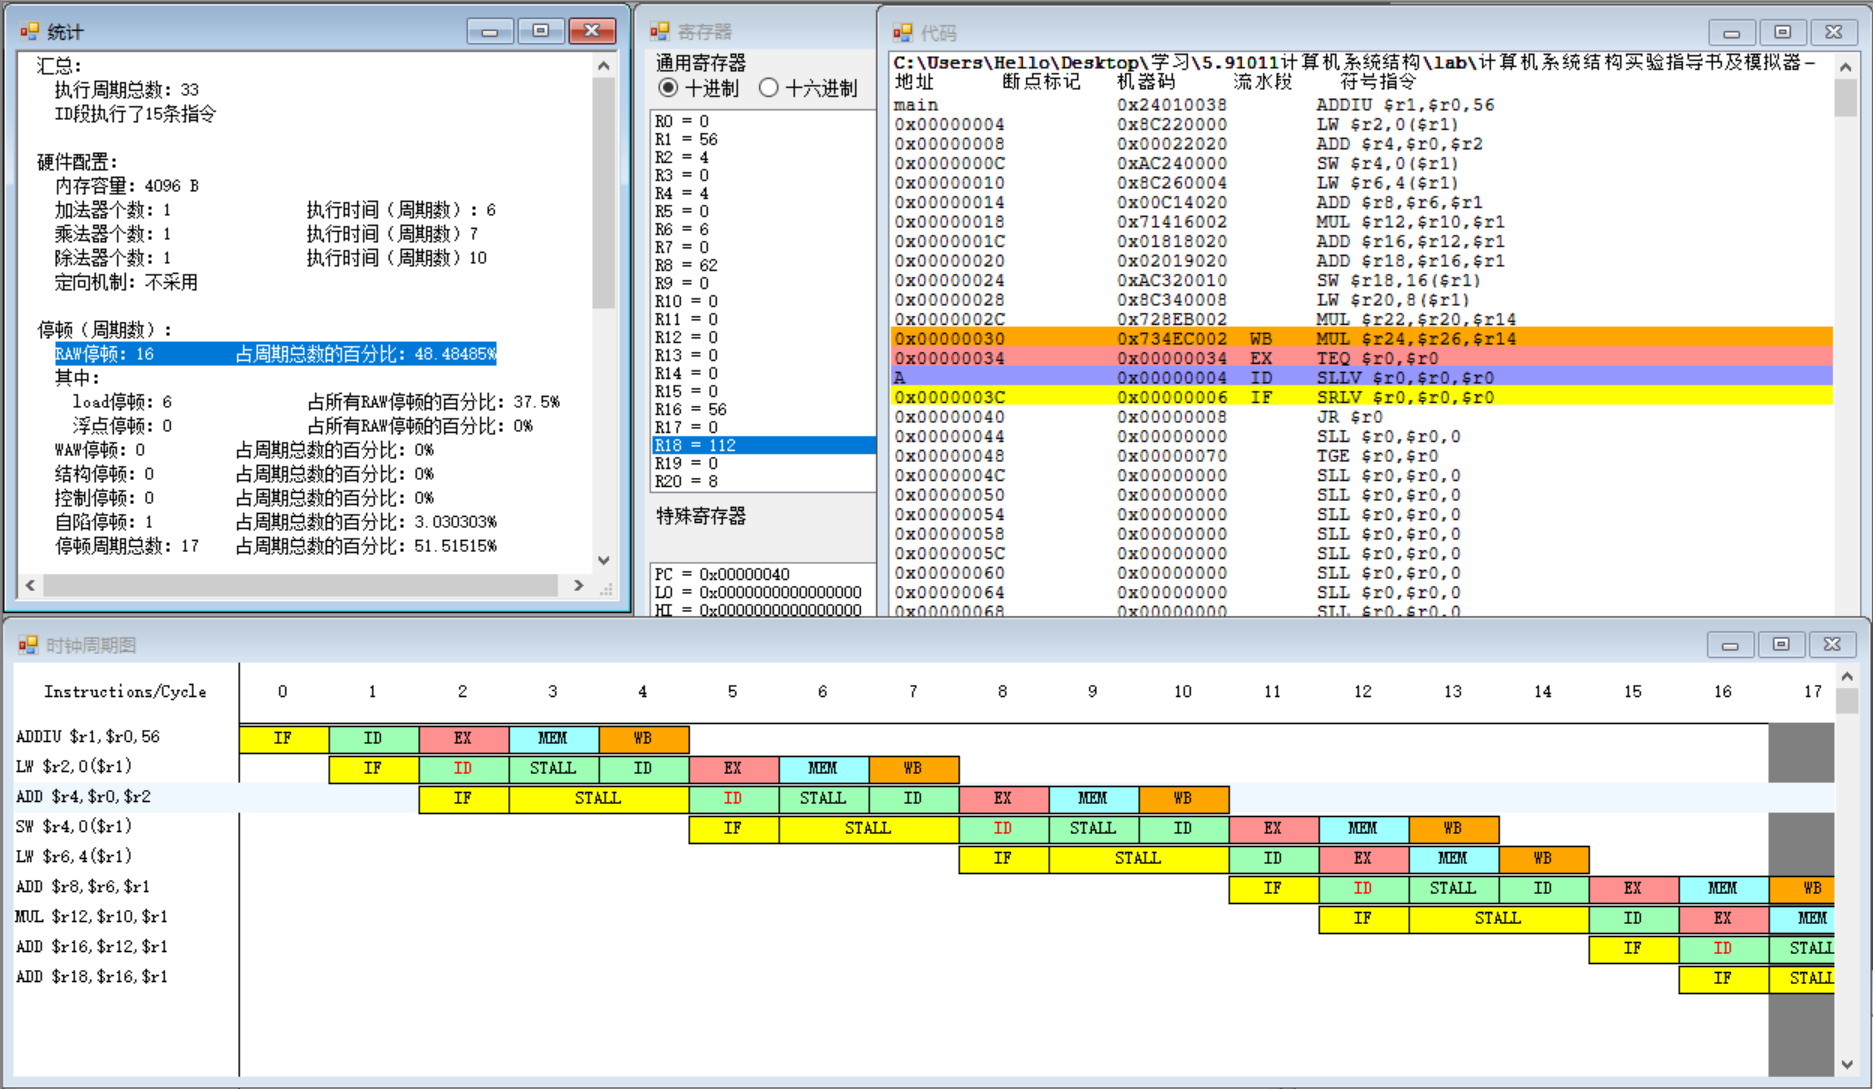 统计
汇总:
执行周期总数: 33
ID段执行了15条指令
硬件配置:
内存容量: 4096 B
加法器个数: 1 执行时间（周期数）: 6
乘法器个数: 1 执行时间（周期数）7
除法器个数: 1 执行时间（周期数）10
定向机制: 不采用
停顿（周期数）:
RAW停顿: 16 占周期总数的百分比: 48.48485%
其中:
load停顿: 6 占所有RAW停顿的百分比: 37.5%
浮点停顿: 0 占所有RAW停顿的百分比: 0%
WAW停顿: 0 占周期总数的百分比: 0%
结构停顿: 0 占周期总数的百分比: 0%
控制停顿: 0 占周期总数的百分比: 0%
自陷停顿: 1 占周期总数的百分比: 3.030303%
停顿周期总数: 17 占周期总数的百分比: 51.51515%
寄存器
通用寄存器
十进制 十六进制
R0 = 0
R1 = 56
R2 = 4
R3 = 0
R4 = 4
R5 = 0
R6 = 6
R7 = 0
R8 = 62
R9 = 0
R10 = 0
R11 = 0
R12 = 0
R13 = 0
R14 = 0
R15 = 0
R16 = 56
R17 = 0
R18 = 112
R19 = 0
R20 = 8
特殊寄存器
PC = 0x00000040
LO = 0x0000000000000000
HI = 0x0000000000000000
代码
C:\Users\Hello\Desktop\学习\5.91011计算机系统结构\lab\计算机系统结构实验指导书及模拟器-
地址 断点标记 机器码 流水段 符号指令
main 0x24010038 ADDIU $r1,$r0,56
0x00000004 0x8C220000 LW $r2,0($r1)
0x00000008 0x00022020 ADD $r4,$r0,$r2
0x0000000C 0xAC240000 SW $r4,0($r1)
0x00000010 0x8C260004 LW $r6,4($r1)
0x00000014 0x00C14020 ADD $r8,$r6,$r1
0x00000018 0x71416002 MUL $r12,$r10,$r1
0x0000001C 0x01818020 ADD $r16,$r12,$r1
0x00000020 0x02019020 ADD $r18,$r16,$r1
0x00000024 0xAC320010 SW $r18,16($r1)
0x00000028 0x8C340008 LW $r20,8($r1)
0x0000002C 0x728EB002 MUL $r22,$r20,$r14
0x00000030 0x734EC002 WB MUL $r24,$r26,$r14
0x00000034 0x00000034 EX TEQ $r0,$r0
A 0x00000004 ID SLLV $r0,$r0,$r0
0x0000003C 0x00000006 IF SRLV $r0,$r0,$r0
0x00000040 0x00000008 JR $r0
0x00000044 0x00000000 SLL $r0,$r0,0
0x00000048 0x00000070 TGE $r0,$r0
0x0000004C 0x00000000 SLL $r0,$r0,0
0x00000050 0x00000000 SLL $r0,$r0,0
0x00000054 0x00000000 SLL $r0,$r0,0
0x00000058 0x00000000 SLL $r0,$r0,0
0x0000005C 0x00000000 SLL $r0,$r0,0
0x00000060 0x00000000 SLL $r0,$r0,0
0x00000064 0x00000000 SLL $r0,$r0,0
0x00000068 0x00000000 SLL $r0,$r0,0
时钟周期图
Instructions/Cycle 0 1 2 3 4 5 6 7 8 9 10 11 12 13 14 15 16 17
ADDIU $r1,$r0,56 IF ID EX MEM WB
LW $r2,0($r1) IF ID STALL ID EX MEM WB
ADD $r4,$r0,$r2 IF STALL ID STALL ID EX MEM WB
SW $r4,0($r1) IF STALL ID STALL ID EX MEM WB
LW $r6,4($r1) IF STALL ID EX MEM WB
ADD $r8,$r6,$r1 IF ID STALL ID EX MEM WB
MUL $r12,$r10,$r1 IF STALL ID EX MEM
ADD $r16,$r12,$r1 IF ID STALL
ADD $r18,$r16,$r1 IF STALL